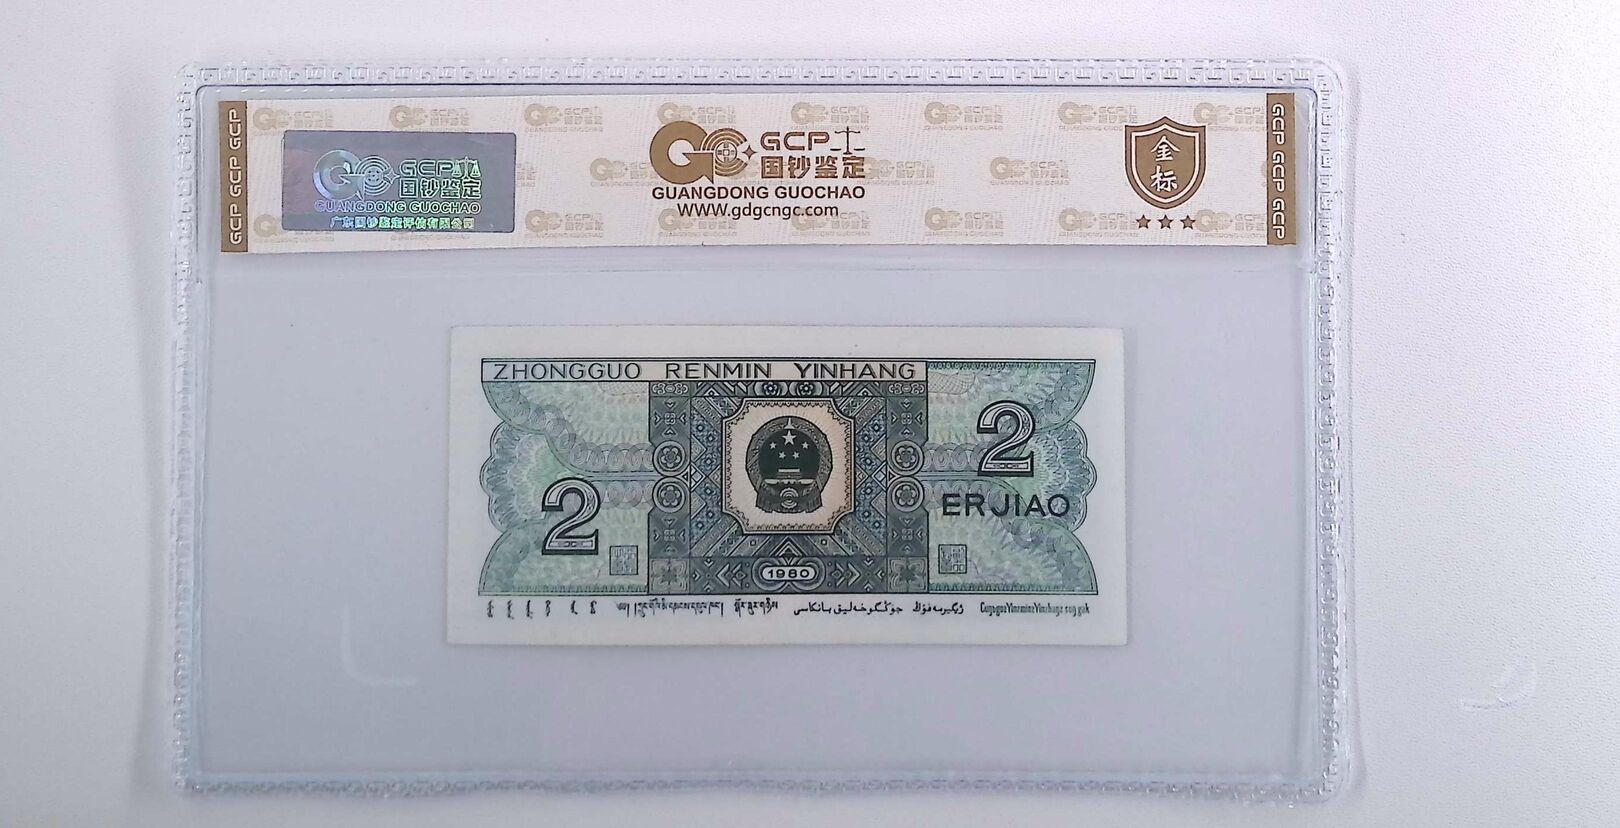 GCP GCP GCP
GCP 国钞鉴定
GUANGDONG GUOCHAO
广东国钞鉴定评估有限公司
GCP
国钞鉴定
GUANGDONG GUOCHAO
WWW.gdgcngc.com
金标
GCP GCP GCP
ZHONGGUO RENMIN YINHANG
2
ERJIAO
2
1980